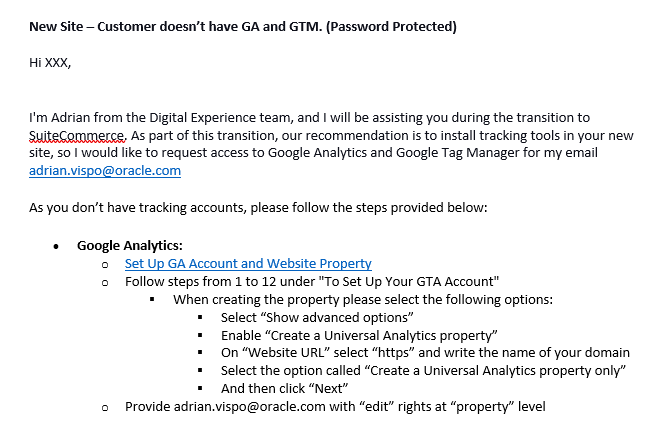 New Site – Customer doesn’t have GA and GTM. (Password Protected)
Hi XXX,
I'm Adrian from the Digital Experience team, and I will be assisting you during the transition to
SuiteCommerce. As part of this transition, our recommendation is to install tracking tools in your new
site, so I would like to request access to Google Analytics and Google Tag Manager for my email
adrian.vispo@oracle.com
As you don’t have tracking accounts, please follow the steps provided below:
• Google Analytics:
o Set Up GA Account and Website Property
o Follow steps from 1 to 12 under "To Set Up Your GTA Account"
▪ When creating the property please select the following options:
▪ Select “Show advanced options”
▪ Enable “Create a Universal Analytics property”
▪ On “Website URL” select “https” and write the name of your domain
▪ Select the option called “Create a Universal Analytics property only”
▪ And then click “Next”
o Provide adrian.vispo@oracle.com with “edit” rights at “property” level